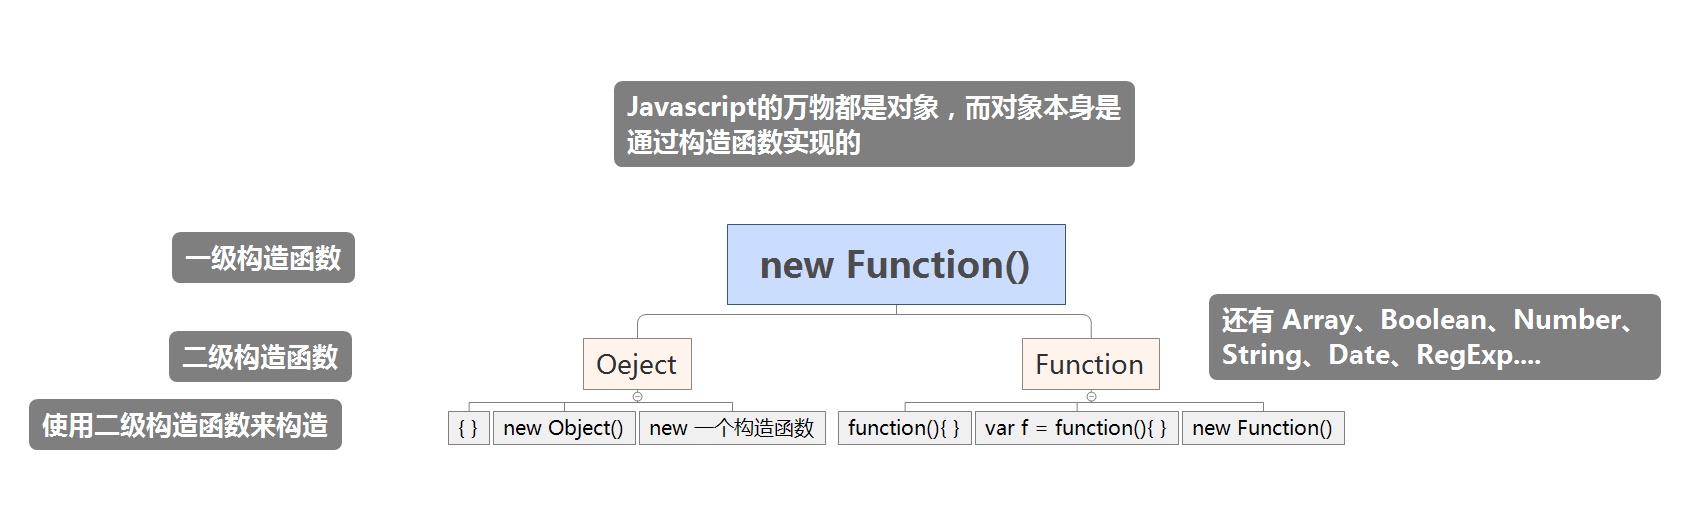 Javascript的万物都是对象，而对象本身是
通过构造函数实现的
一级构造函数
new Function()
还有 Array、Boolean、Number、
String、Date、RegExp....
二级构造函数
Oeject
Function
使用二级构造函数来构造
{ }
new Object()
new 一个构造函数
function(){ }
var f = function(){ }
new Function()